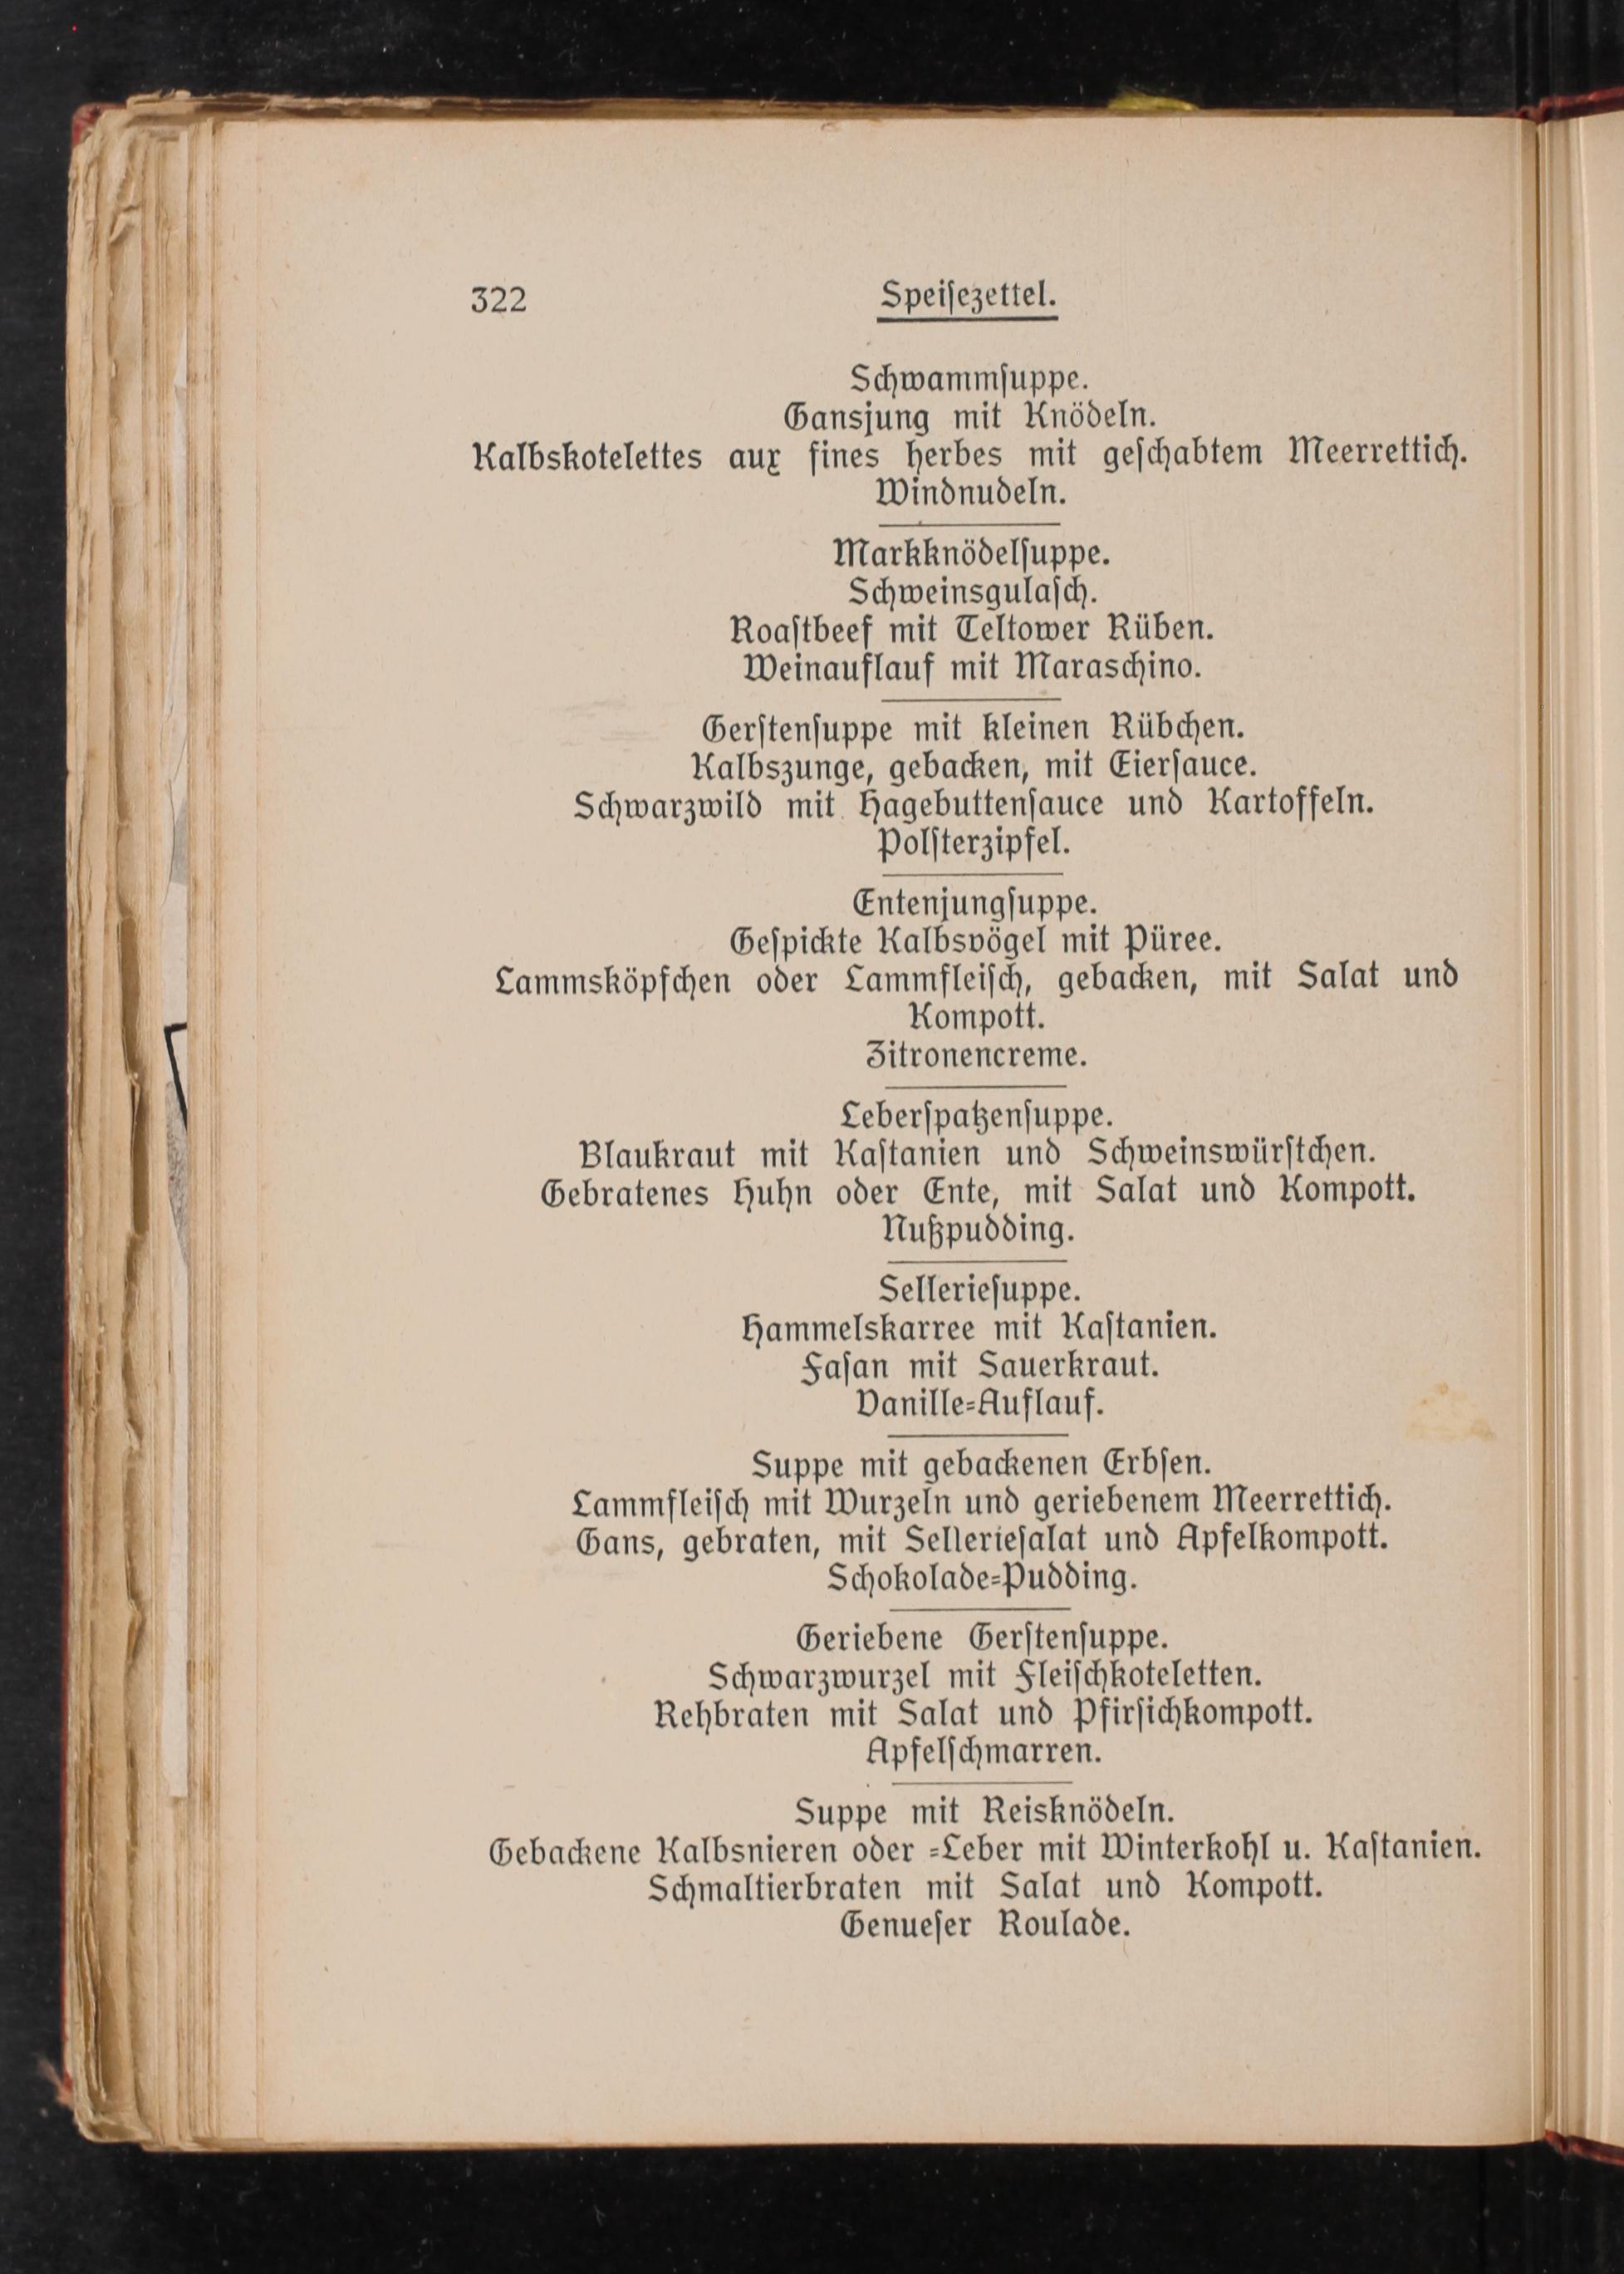 322
Speiſezettel.
Schwammſuppe.
Gansjung mit Knödeln.
Kalbskotelettes aux fines herbes mit geſchabtem Meerrettich.
Windnudeln.
Markknödelſuppe.
Schweinsgulaſch.
Roaſtbeef mit Teltower Rüben.
Weinauflauf mit Maraschino.
Gerſtenſuppe mit kleinen Rübchen.
Kalbszunge, gebacken, mit Eierſauce.
Schwarzwild mit Hagebuttenſauce und Kartoffeln.
Polſterzipfel.
Entenjungſuppe.
Geſpickte Kalbsvögel mit Püree.
Lammsköpfchen oder Lammfleiſch, gebacken, mit Salat und
Kompott.
Zitronencreme.
Leberſpatzenſuppe.
Blaukraut mit Kaſtanien und Schweinswürſtchen.
Gebratenes Huhn oder Ente, mit Salat und Kompott.
Nußpudding.
Sellerieſuppe.
Hammelskarree mit Kaſtanien.
Faſan mit Sauerkraut.
Vanille=Auflauf.
Suppe mit gebackenen Erbſen.
Lammfleiſch mit Wurzeln und geriebenem Meerrettich.
Gans, gebraten, mit Sellerieſalat und Apfelkompott.
Schokolade=Pudding.
Geriebene Gerſtenſuppe.
Schwarzwurzel mit Fleiſchkoteletten.
Rehbraten mit Salat und Pfirſichkompott.
Apfelſchmarren.
Suppe mit Reisknödeln.
Gebackene Kalbsnieren oder =Leber mit Winterkohl u. Kaſtanien.
Schmaltierbraten mit Salat und Kompott.
Genueſer Roulade.